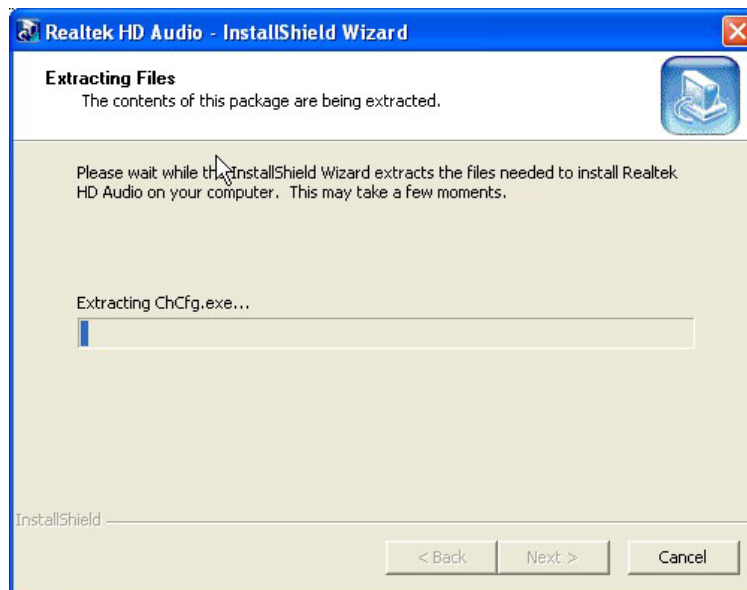 Realtek HD Audio - InstallShield Wizard
Extracting Files
The contents of this package are being extracted.
Please wait while the InstallShield Wizard extracts the files needed to install Realtek
HD Audio on your computer. This may take a few moments.
Extracting ChCfg.exe...
InstallShield
< Back Next > Cancel